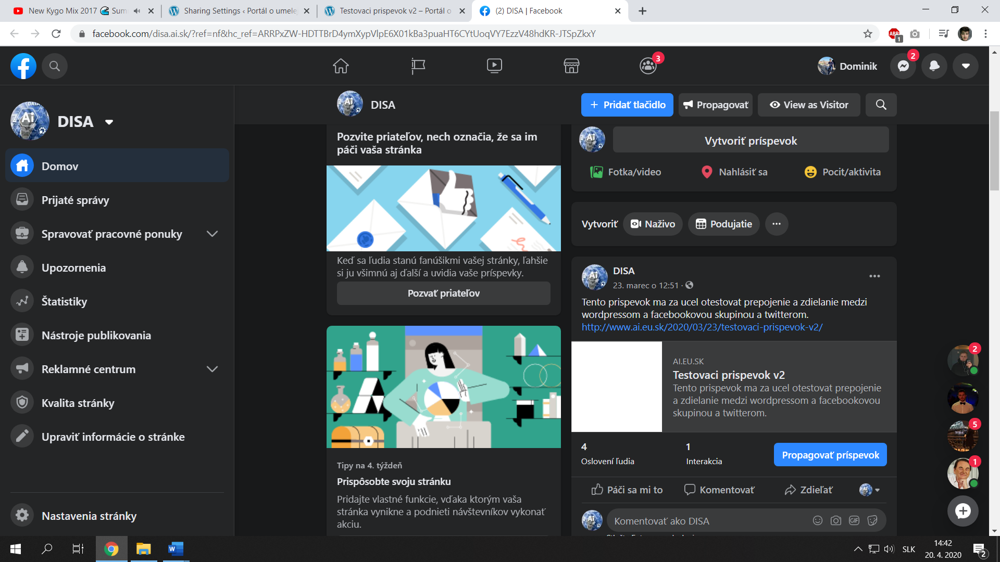 New Kygo Mix 2017
Sharing Settings ‹ Portál o umele
Testovaci prispevok v2 – Portál o
(2) DISA | Facebook
facebook.com/disa.ai.sk/?ref=nf&hc_ref=ARRPxZW-HDTTBrD4ymXypVlpE6X01kBa3puaHT6CYtUoqVY7EzzV48hdKR-JTSpZkxY
ABP
1
3
Dominik
2
DISA
Domov
Prijaté správy
Spravovať pracovné ponuky
Upozornenia
Štatistiky
Nástroje publikovania
Reklamné centrum
Kvalita stránky
Upraviť informácie o stránke
Nastavenia stránky
DISA
+ Pridať tlačidlo
Propagovať
View as Visitor
Pozvite priateľov, nech označia, že sa im
páči vaša stránka
Keď sa ľudia stanú fanúšikmi vašej stránky, ľahšie
si ju všimnú aj ďalší a uvidia vaše príspevky.
Pozvať priateľov
Tipy na 4. týždeň
Prispôsobte svoju stránku
Pridajte vlastné funkcie, vďaka ktorým vaša
stránka vynikne a podnieti návštevníkov vykonať
akciu.
Vytvoriť príspevok
Fotka/video
Nahlásiť sa
Pocit/aktivita
Vytvoriť
Naživo
Podujatie
DISA
23. marec o 12:51 ·
Tento prispevok ma za ucel otestovat prepojenie a zdielanie medzi
wordpressom a facebookovou skupinou a twitterom.
http://www.ai.eu.sk/2020/03/23/testovaci-prispevok-v2/
AI.EU.SK
Testovaci prispevok v2
Tento prispevok ma za ucel otestovat prepojenie
a zdielanie medzi wordpressom a facebookovou
skupinou a twitterom.
4
Oslovení ľudia
1
Interakcia
Propagovať príspevok
Páči sa mi to
Komentovať
Zdieľať
Komentovať ako DISA
GIF
2
5
1
SLK
14:42
20. 4. 2020
2